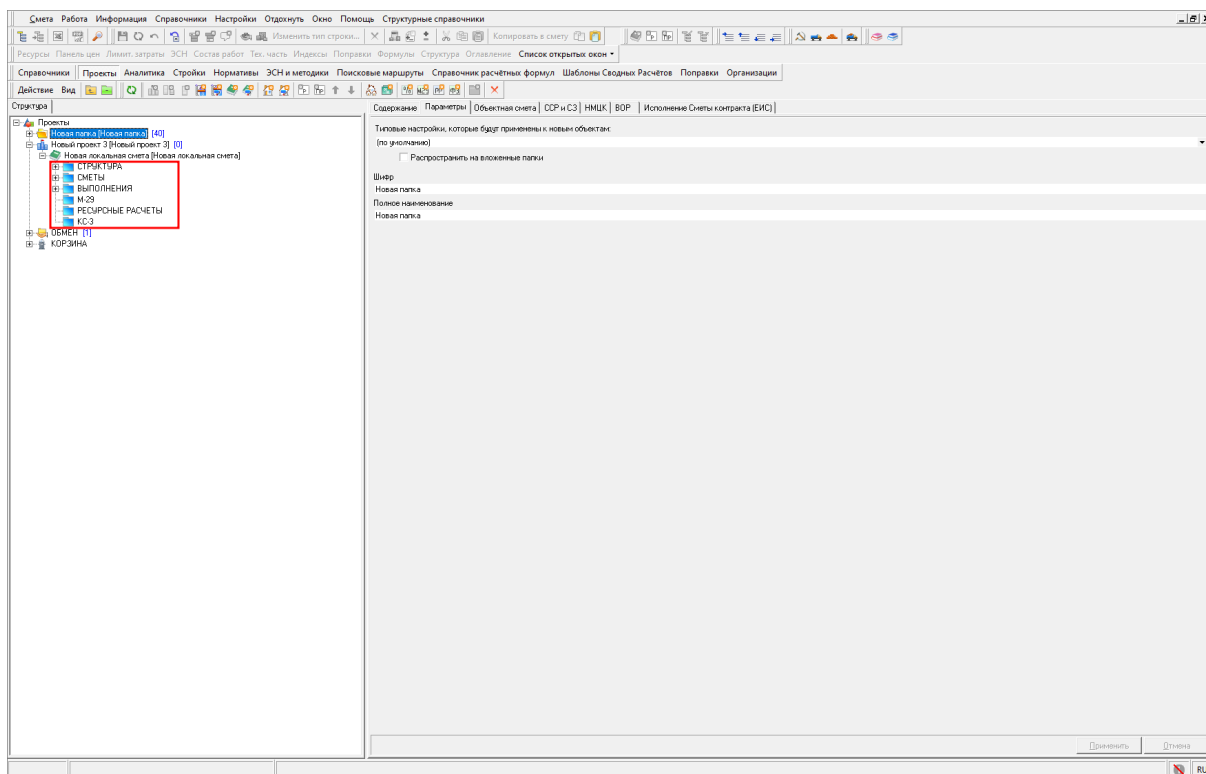 Смета Работа Информация Справочники Настройки Отдохнуть Окно Помощь Структурные справочники
Изменить тип строки... Копировать в смету
Ресурсы Панель цен Лимит. затраты ЭСН Состав работ Тех. часть Индексы Поправки Формулы Структура Оглавление Список открытых окон
Справочники Проекты Аналитика Стройки Нормативы ЭСН и методики Поисковые маршруты Справочник расчётных формул Шаблоны Сводных Расчётов Поправки Организации
Действие Вид
Структура
Содержание Параметры Объектная смета ССР и СЗ НМЦК ВОР Исполнение Сметы контракта (ЕИС)
Проекты
Новая папка [Новая папка] [40]
Новый проект 3 [Новый проект 3] [0]
Новая локальная смета [Новая локальная смета]
СТРУКТУРА
СМЕТЫ
ВЫПОЛНЕНИЯ
М-29
РЕСУРСНЫЕ РАСЧЕТЫ
КС-3
ОБМЕН [1]
КОРЗИНА
Типовые настройки, которые будут применены к новым объектам:
(по умолчанию)
Распространить на вложенные папки
Шифр
Новая папка
Полное наименование
Новая папка
Применить Отмена
RU